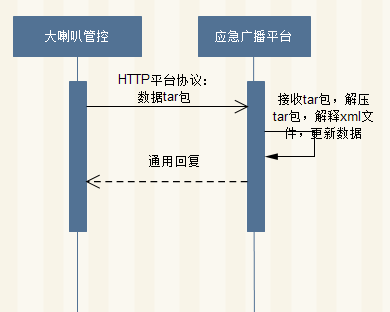 大喇叭管控
应急广播平台
HTTP平台协议：
数据tar包
接收tar包，解压
tar包，解释xml文
件，更新数据
通用回复